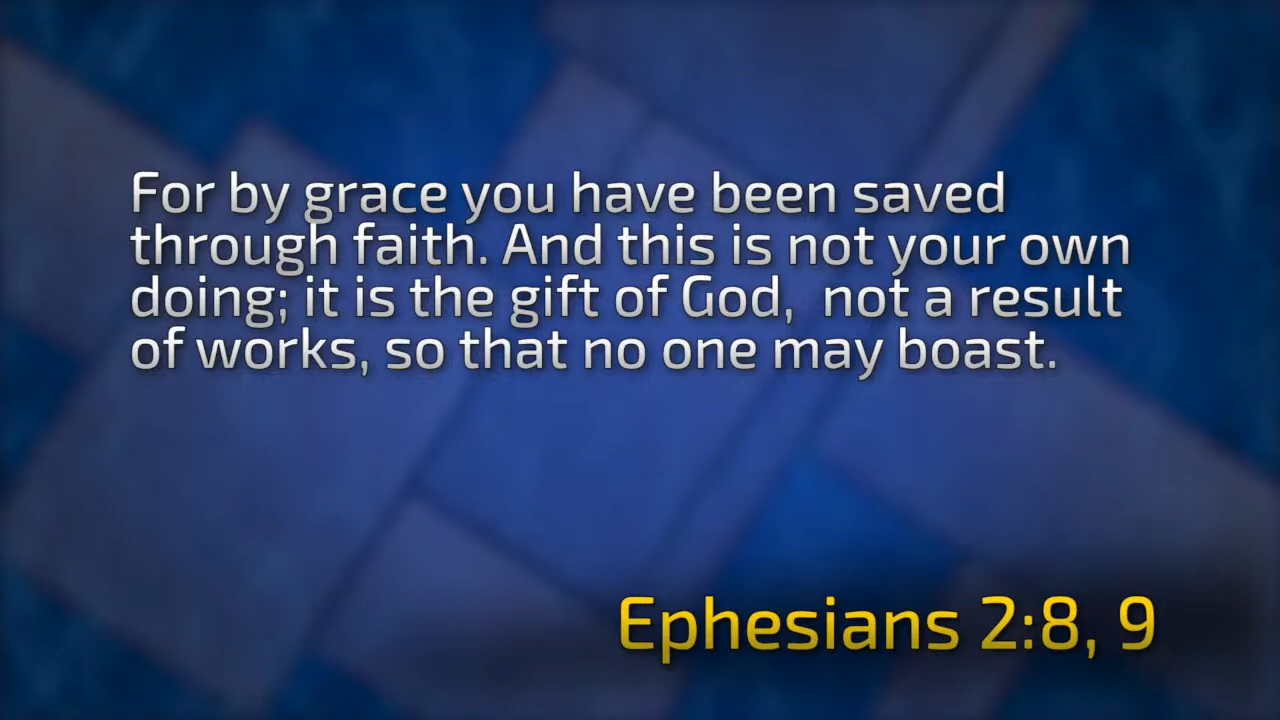 For by grace you have been saved
through faith. And this is not your own
doing; it is the gift of God,  not a result
of works, so that no one may boast.
Ephesians 2:8, 9